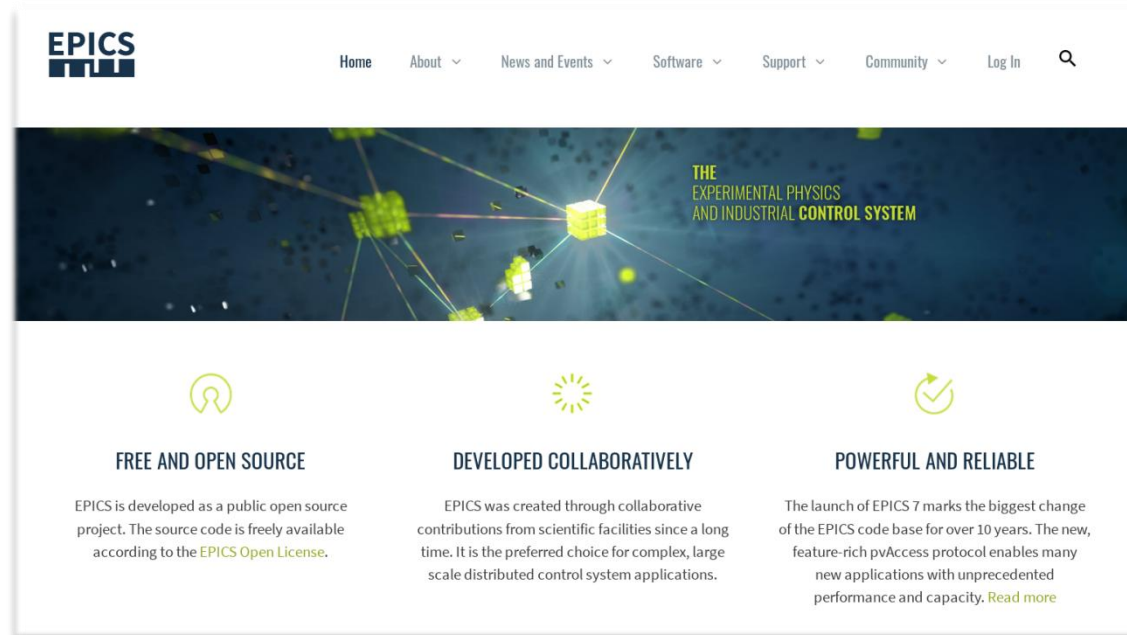 EPICS
Home About News and Events Software Support Community Log In
THE
EXPERIMENTAL PHYSICS
AND INDUSTRIAL CONTROL SYSTEM
FREE AND OPEN SOURCE
EPICS is developed as a public open source
project. The source code is freely available
according to the EPICS Open License.
DEVELOPED COLLABORATIVELY
EPICS was created through collaborative
contributions from scientific facilities since a long
time. It is the preferred choice for complex, large
scale distributed control system applications.
POWERFUL AND RELIABLE
The launch of EPICS 7 marks the biggest change
of the EPICS code base for over 10 years. The new,
feature-rich pvAccess protocol enables many
new applications with unprecedented
performance and capacity. Read more